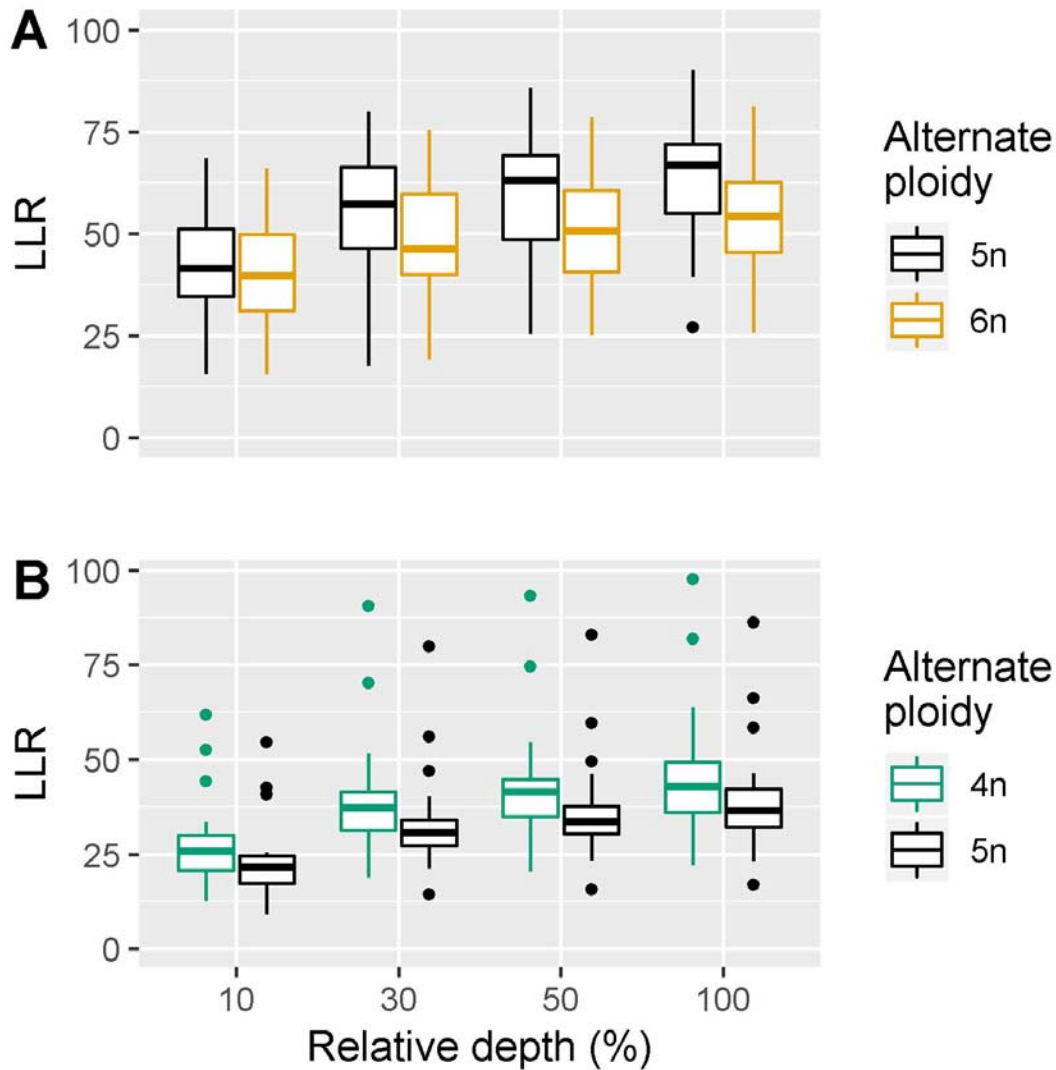 A
100
75
50
25
0
LLR
Alternate
ploidy
5n
6n
B
100
75
50
25
0
LLR
10
30
50
100
Relative depth (%)
Alternate
ploidy
4n
5n